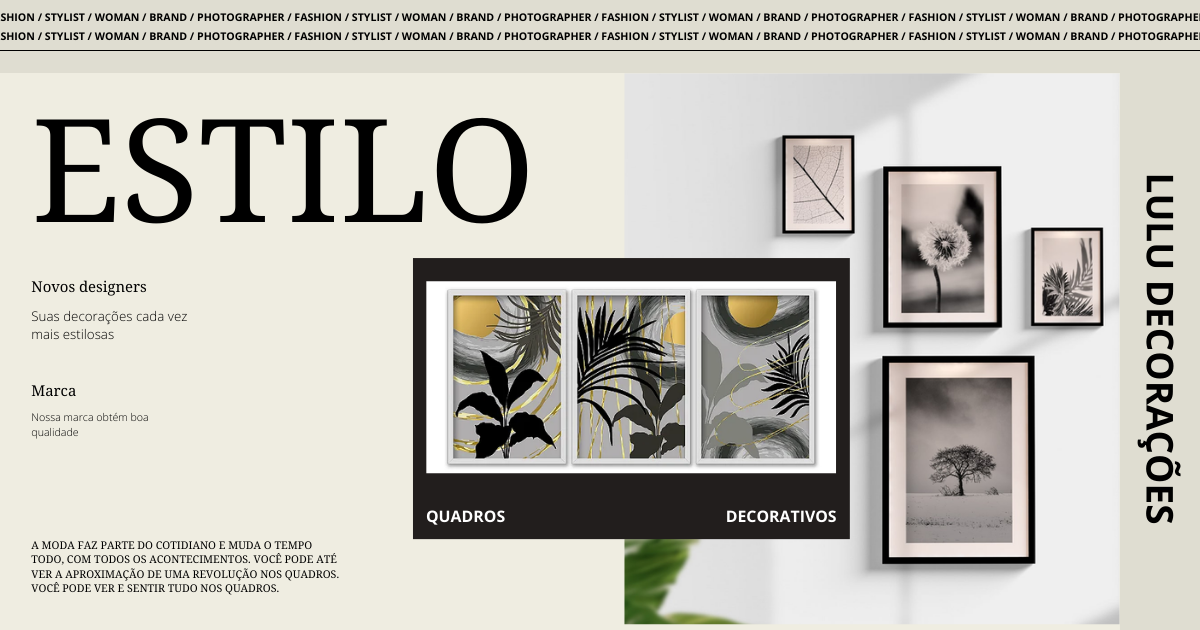 SHION / STYLIST / WOMAN / BRAND / PHOTOGRAPHER / FASHION / STYLIST / WOMAN / BRAND / PHOTOGRAPHER / FASHION / STYLIST / WOMAN / BRAND / PHOTOGRAPHER / FASHION / STYLIST / WOMAN / BRAND / PHOTOGRAPHE
SHION / STYLIST / WOMAN / BRAND / PHOTOGRAPHER / FASHION / STYLIST / WOMAN / BRAND / PHOTOGRAPHER / FASHION / STYLIST / WOMAN / BRAND / PHOTOGRAPHER / FASHION / STYLIST / WOMAN / BRAND / PHOTOGRAPHE
ESTILO
Novos designers
Suas decorações cada vez
mais estilosas
Marca
Nossa marca obtém boa
qualidade
A MODA FAZ PARTE DO COTIDIANO E MUDA O TEMPO
TODO, COM TODOS OS ACONTECIMENTOS. VOCÊ PODE ATÉ
VER A APROXIMAÇÃO DE UMA REVOLUÇÃO NOS QUADROS.
VOCÊ PODE VER E SENTIR TUDO NOS QUADROS.
QUADROS DECORATIVOS
LULU DECORAÇÕES